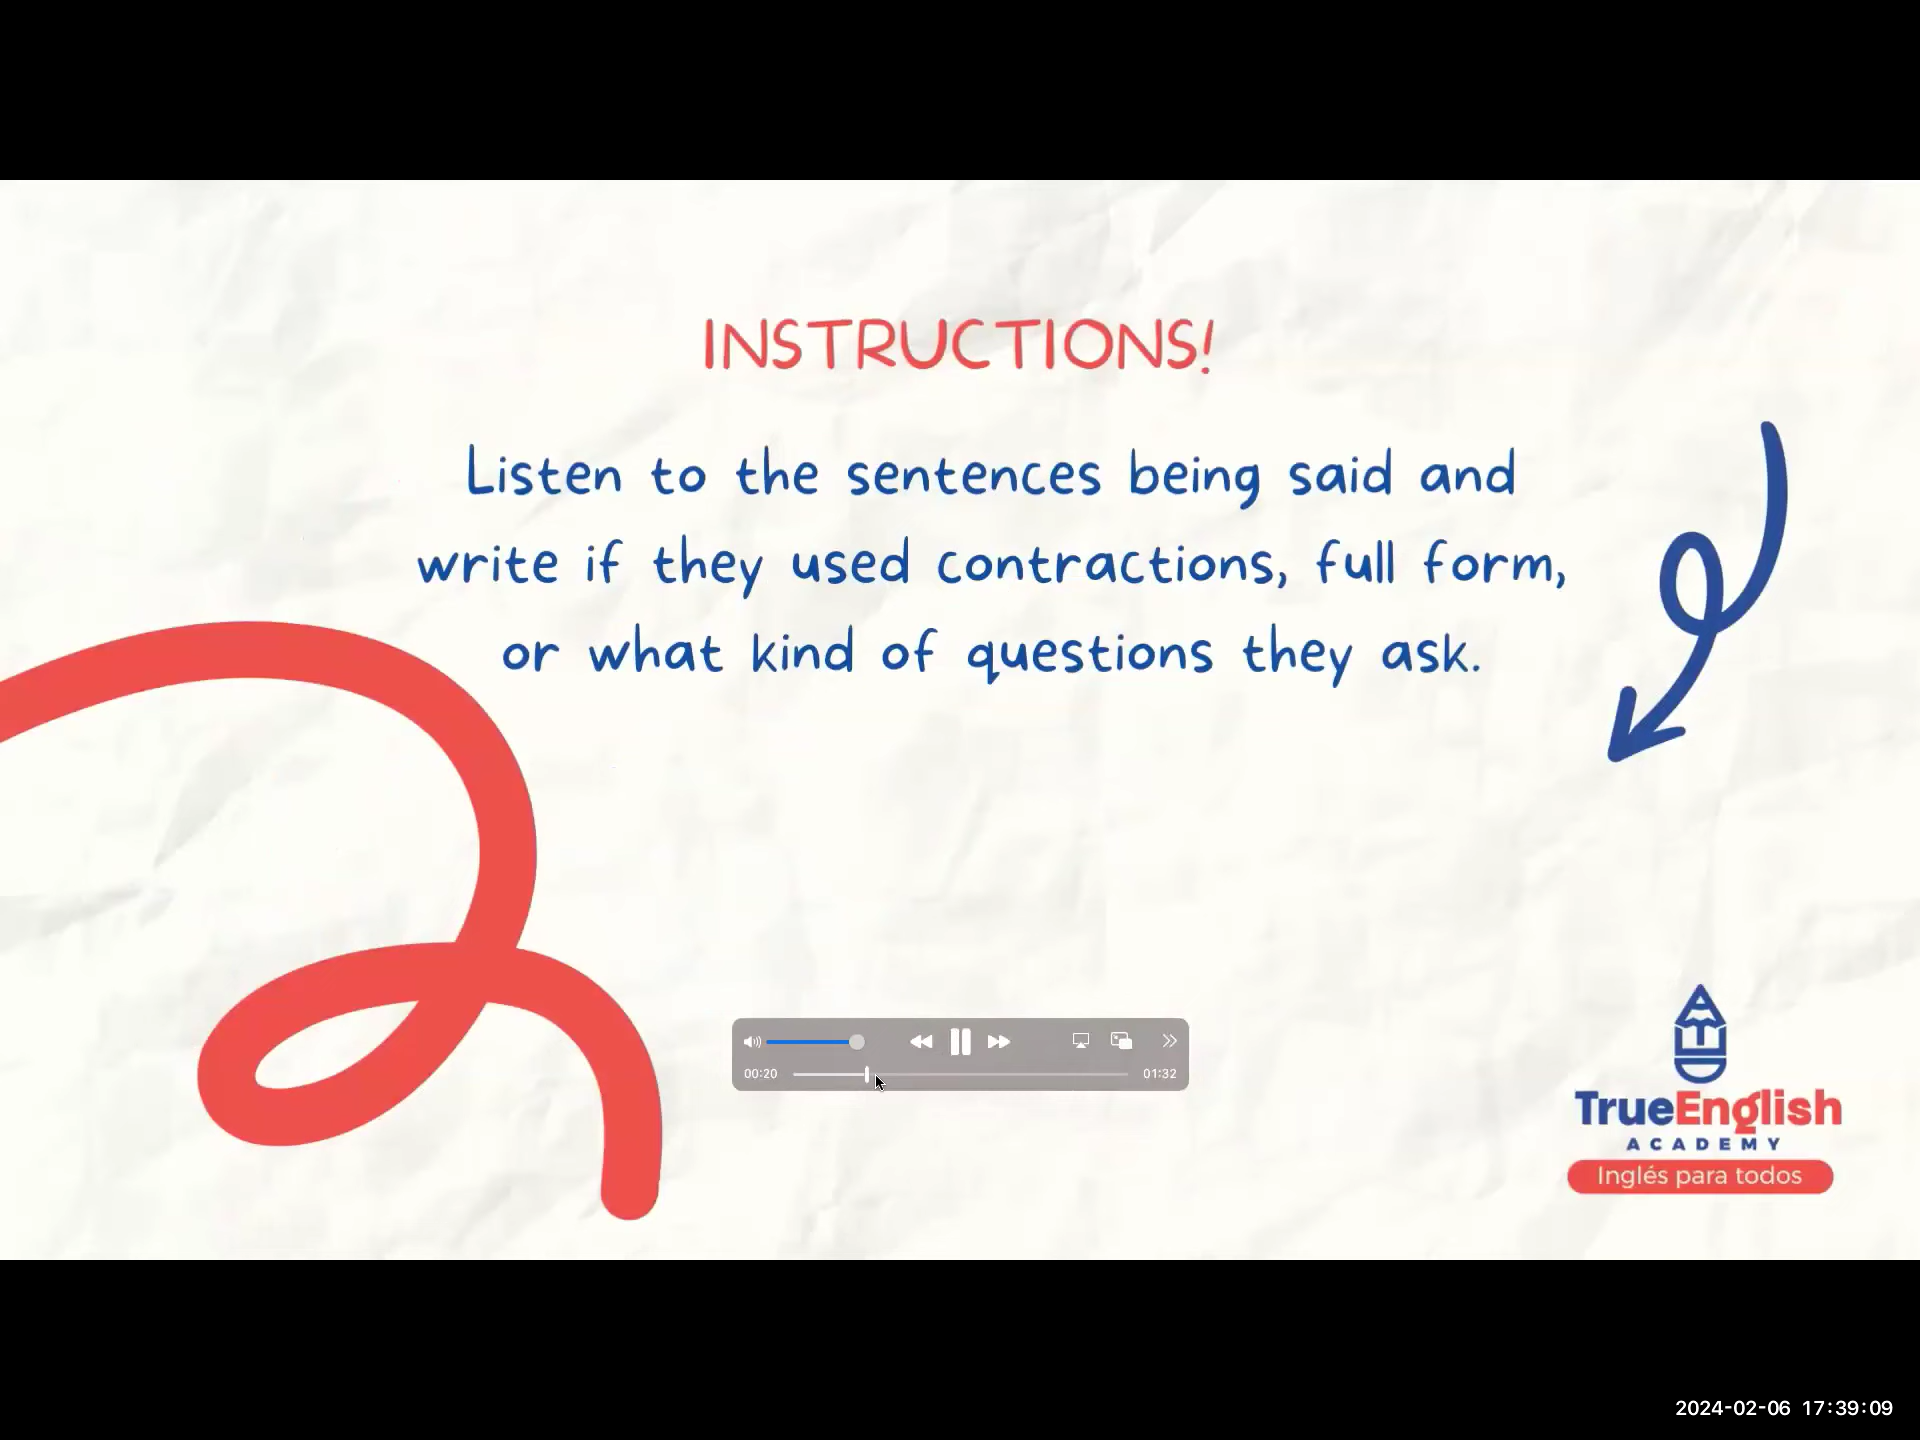 INSTRUCTIONS!
Listen to the sentences being said and
write if they used contractions, full form,
or what kind of questions they ask.
00:20
01:32
TrueEnglish
ACADEMY
Inglés para todos
2024-02-06 17:39:09